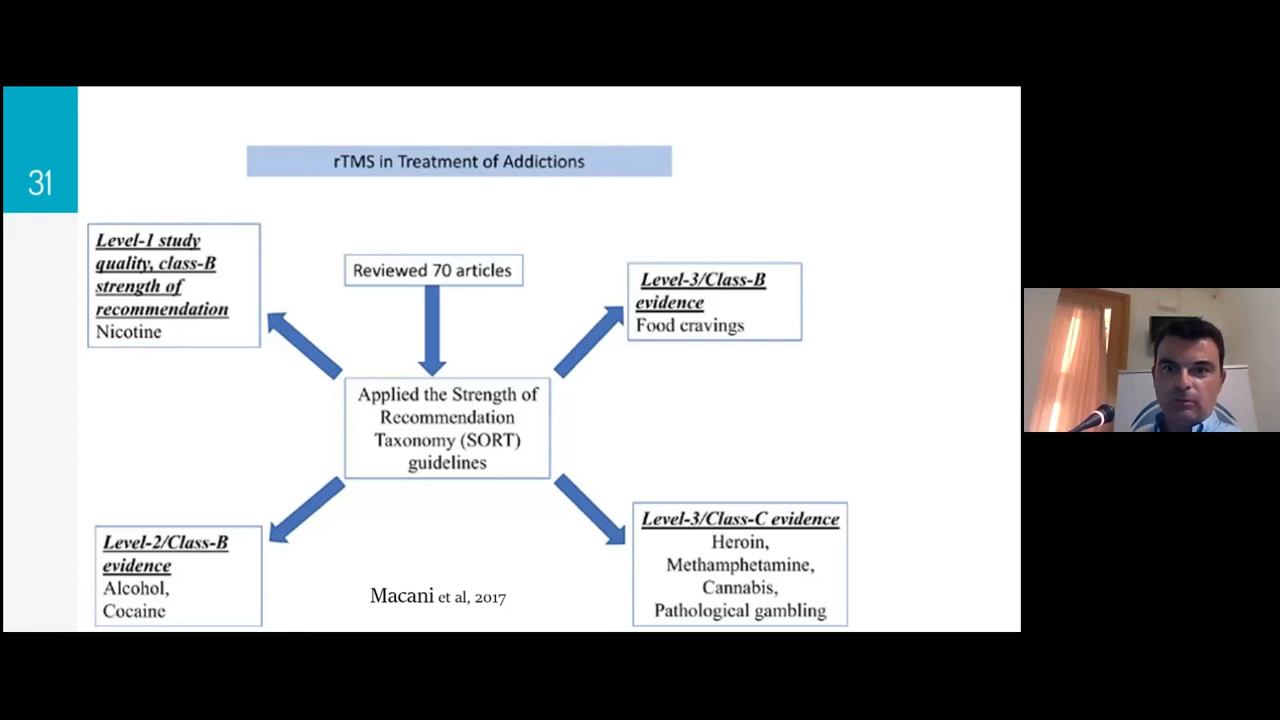 31
rTMS in Treatment of Addictions
Level-1 study
quality, class-B
strength of
recommendation
Nicotine
Reviewed 70 articles
Level-3/Class-B
evidence
Food cravings
Applied the Strength of
Recommendation
Taxonomy (SORT)
guidelines
Level-2/Class-B
evidence
Alcohol,
Cocaine
Level-3/Class-C evidence
Heroin,
Methamphetamine,
Cannabis,
Pathological gambling
Macani et al, 2017